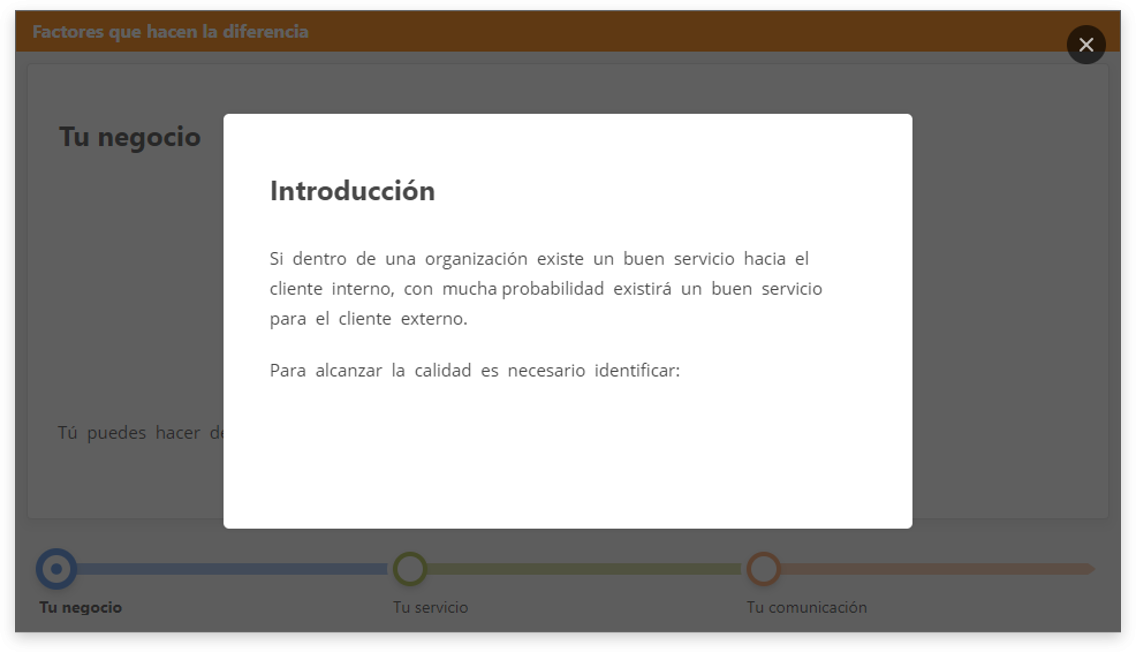 Factores que hacen la diferencia
Tu negocio
Introducción
Si dentro de una organización existe un buen servicio hacia el
cliente interno, con mucha probabilidad existirá un buen servicio
para el cliente externo.
Para alcanzar la calidad es necesario identificar:
Tú puedes hacer
Tu negocio
Tu servicio
Tu comunicación